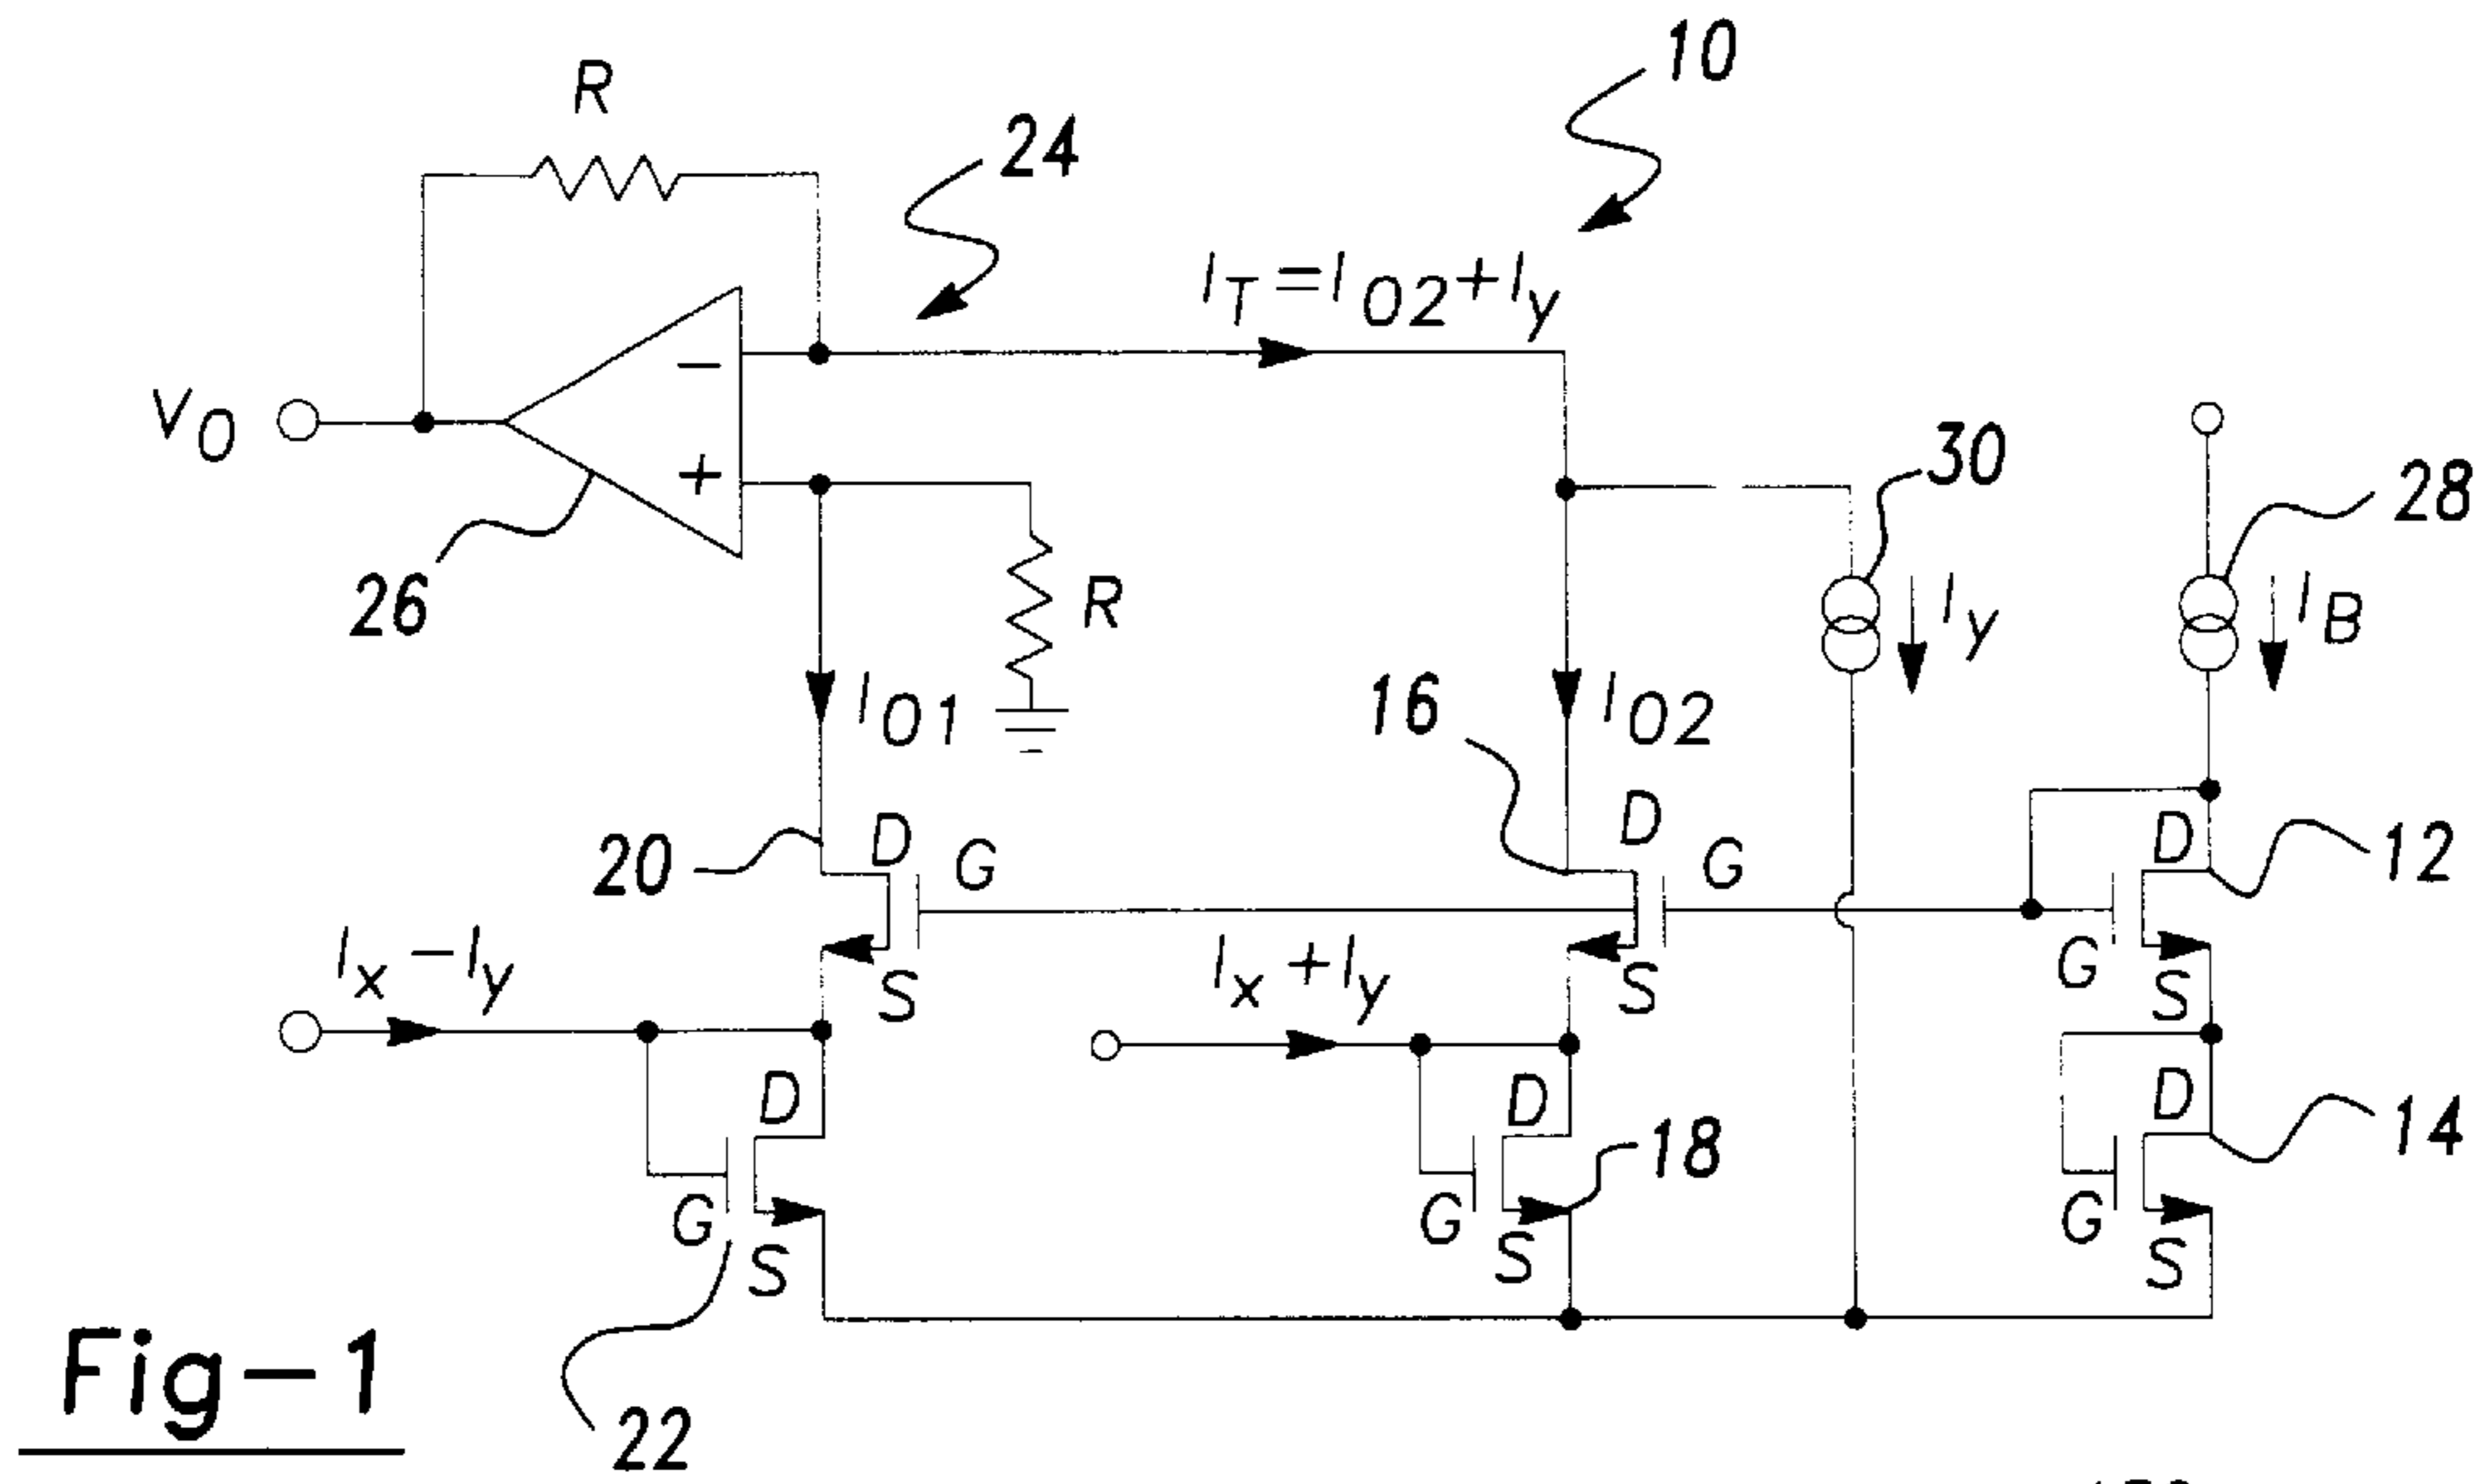 10
R
24
I_T=I_O2+I_y
−
V_O
+
30
28
26
R
I_y
I_B
I_O1
16
I_O2
20
D
G
D
G
D
12
I_x−I_y
S
I_x+I_y
S
G
S
D
D
D
14
18
G
S
G
S
G
S
Fig-1
22